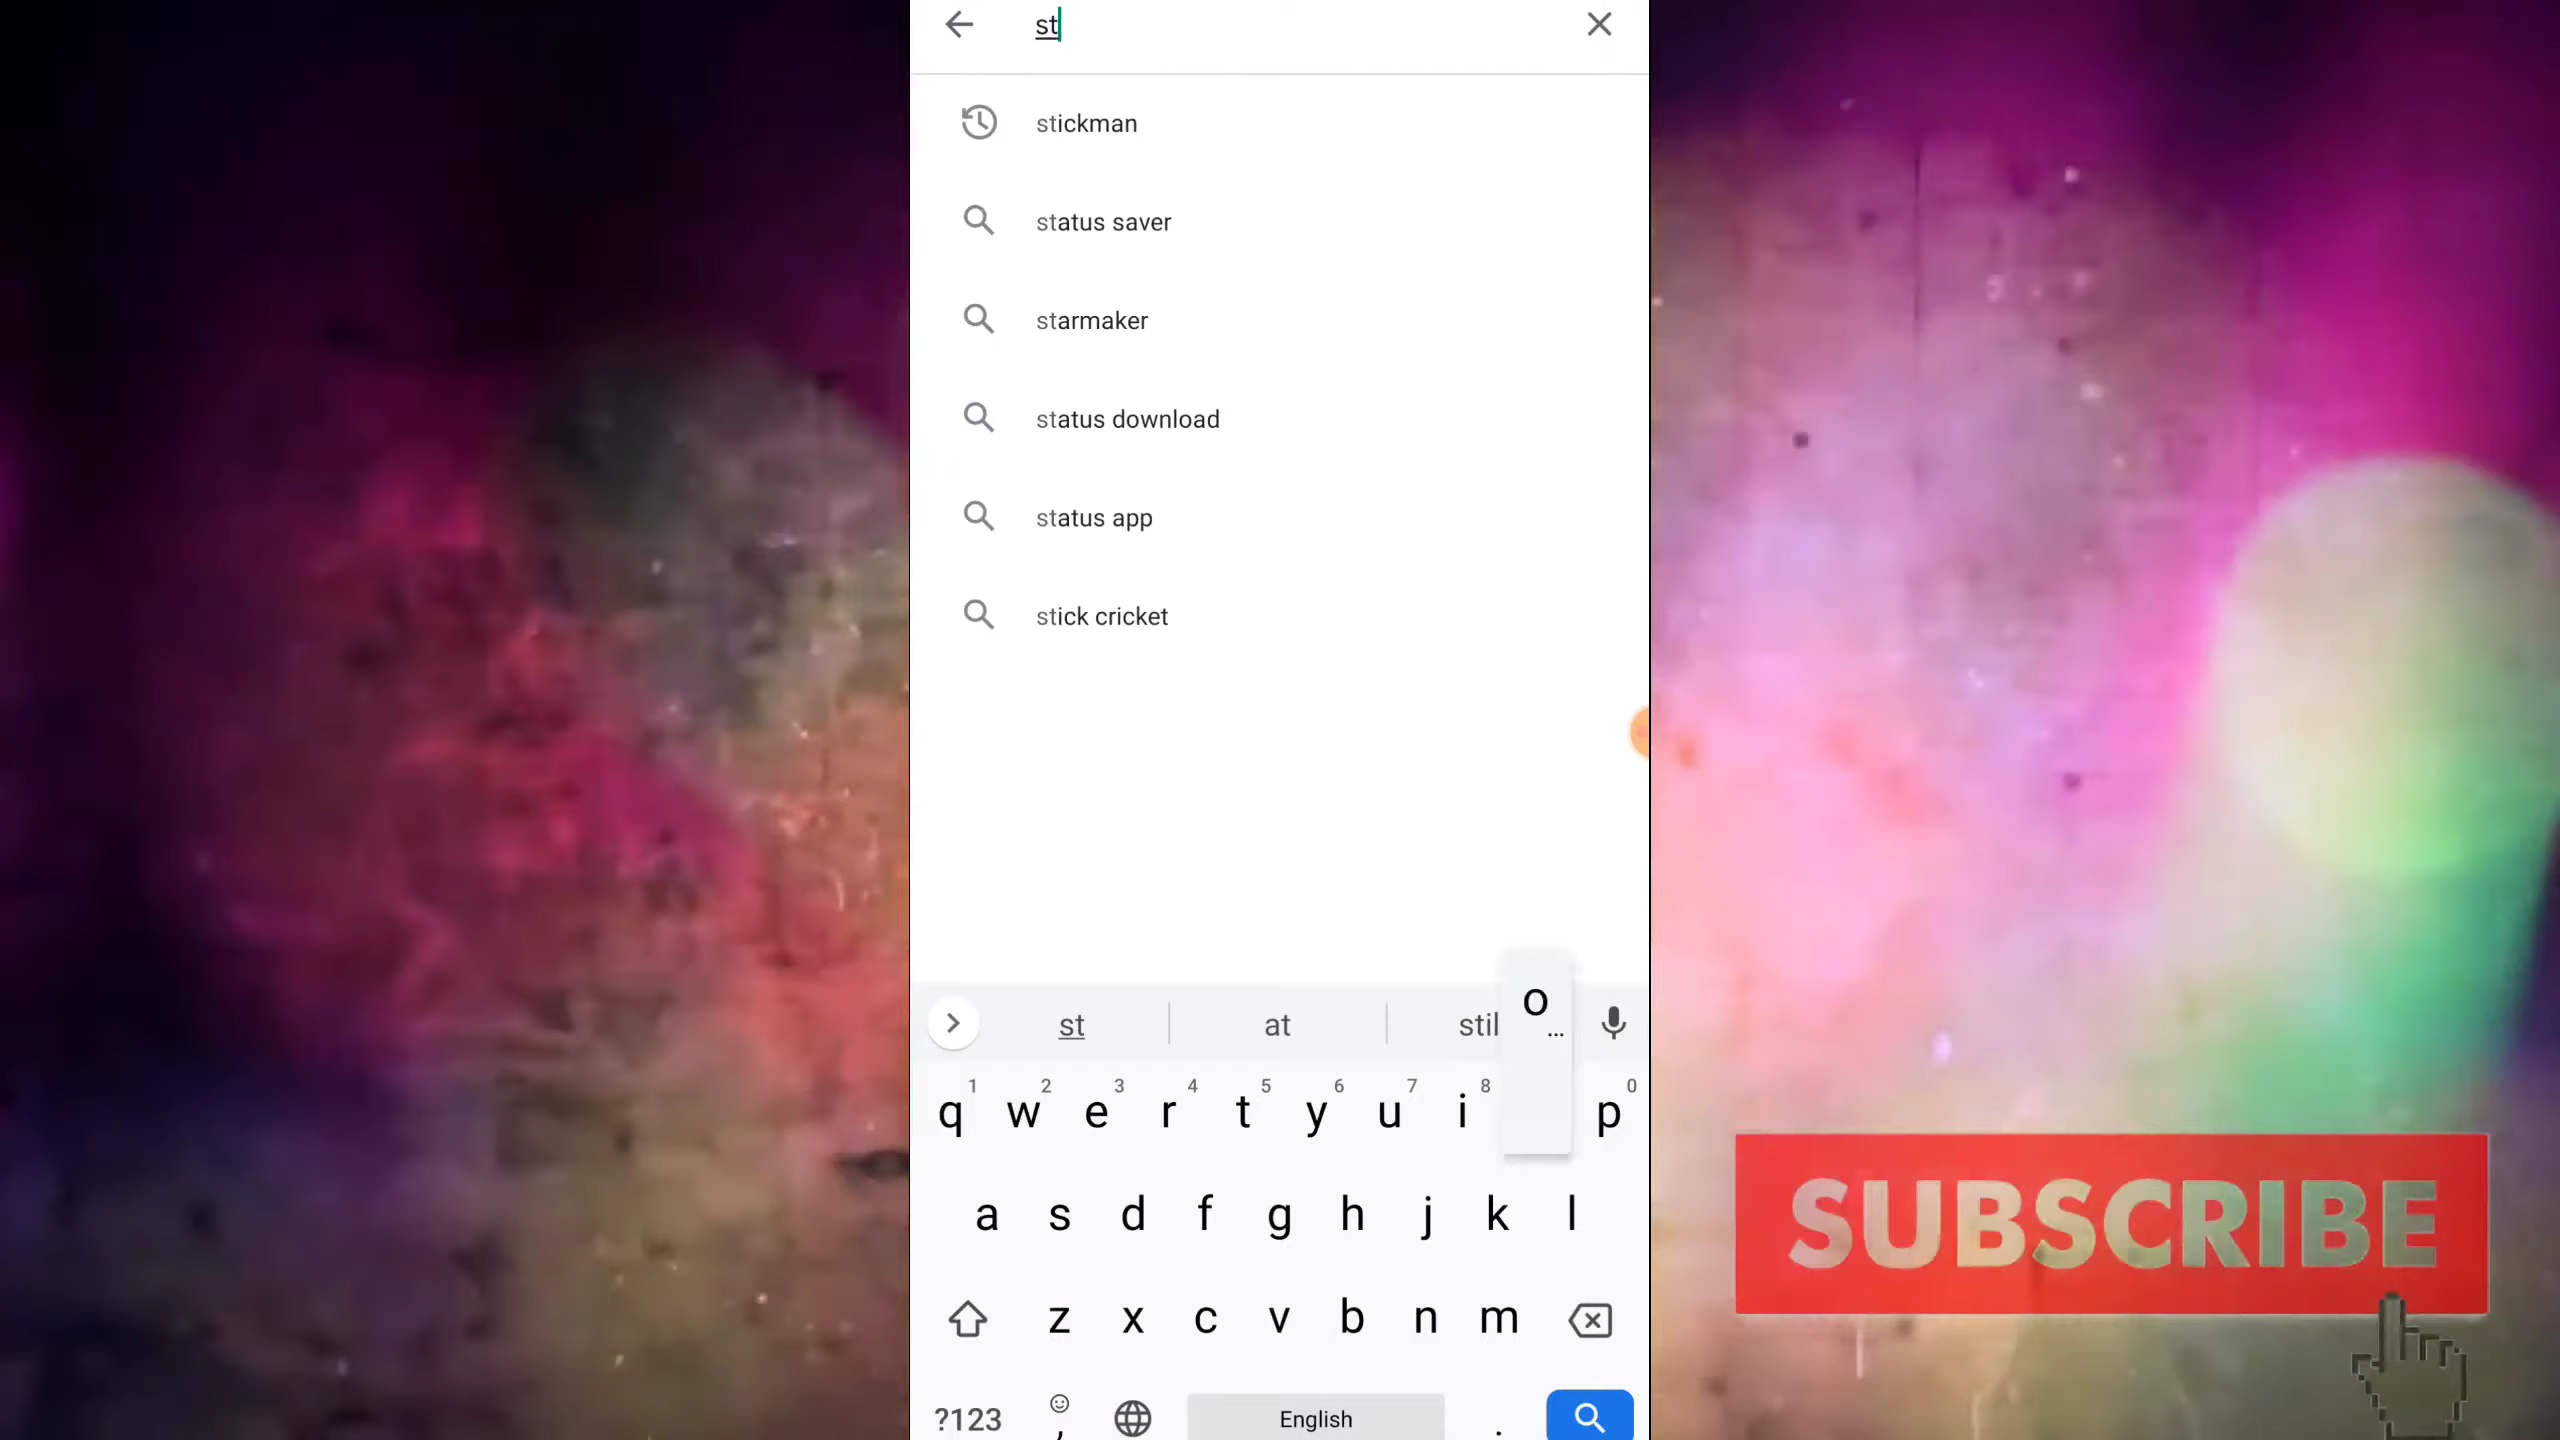 st
stickman
status saver
starmaker
status download
status app
stick cricket
st at stil
o
...
1 2 3 4 5 6 7 8 0
q w e r t y u i p
a s d f g h j k l
z x c v b n m
?123 , English .
SUBSCRIBE